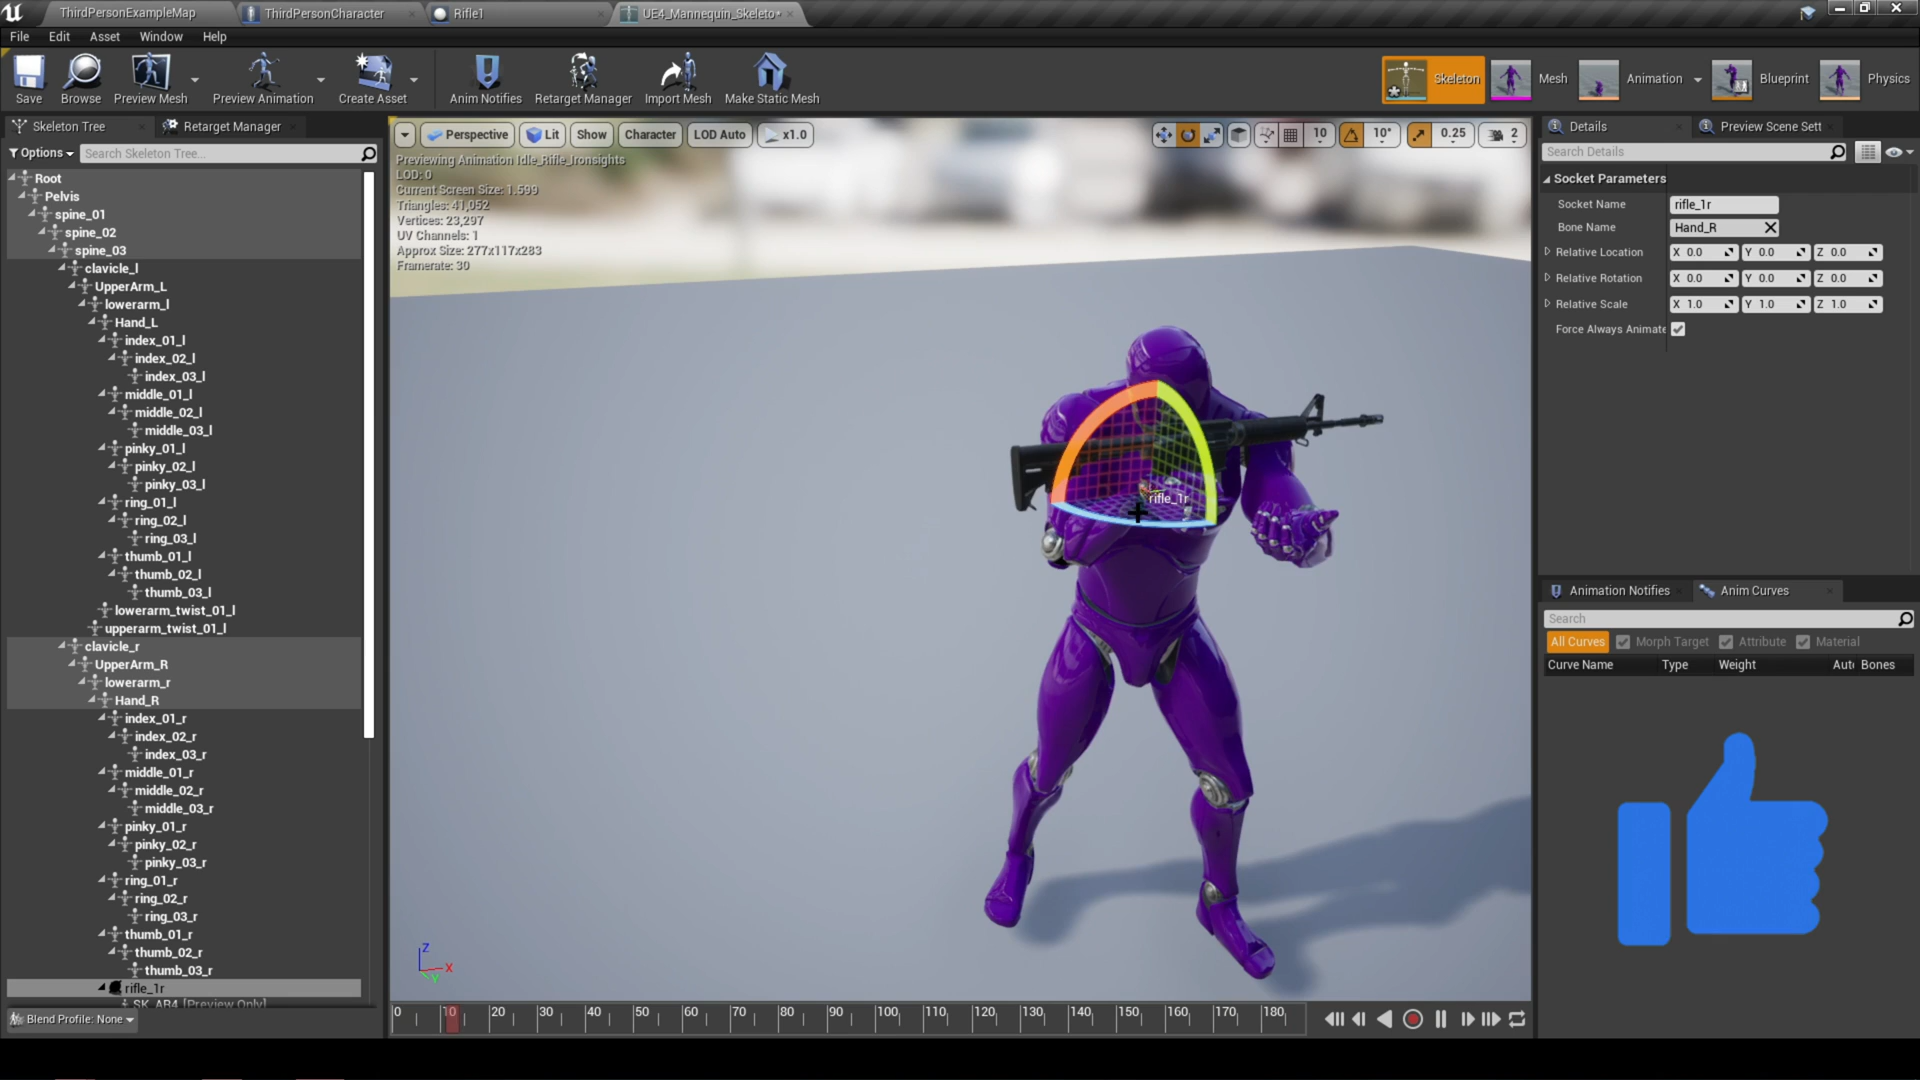 ThirdPersonExampleMap
ThirdPersonCharacter
Rifle1
UE4_Mannequin_Skeleto*
File
Edit
Asset
Window
Help
Save
Browse
Preview Mesh
Preview Animation
Create Asset
Anim Notifies
Retarget Manager
Import Mesh
Make Static Mesh
Skeleton
Mesh
Animation
Blueprint
Physics
Skeleton Tree
Retarget Manager
Options
Search Skeleton Tree...
Root
Pelvis
spine_01
spine_02
spine_03
clavicle_l
UpperArm_L
lowerarm_l
Hand_L
index_01_l
index_02_l
index_03_l
middle_01_l
middle_02_l
middle_03_l
pinky_01_l
pinky_02_l
pinky_03_l
ring_01_l
ring_02_l
ring_03_l
thumb_01_l
thumb_02_l
thumb_03_l
lowerarm_twist_01_l
upperarm_twist_01_l
clavicle_r
UpperArm_R
lowerarm_r
Hand_R
index_01_r
index_02_r
index_03_r
middle_01_r
middle_02_r
middle_03_r
pinky_01_r
pinky_02_r
pinky_03_r
ring_01_r
ring_02_r
ring_03_r
thumb_01_r
thumb_02_r
thumb_03_r
rifle_1r
SK_AR4 [Preview Only]
Blend Profile: None
Perspective
Lit
Show
Character
LOD Auto
x1.0
10
10°
0.25
2
Previewing Animation Idle_Rifle_Ironsights
LOD: 0
Current Screen Size: 1.599
Triangles: 41,052
Vertices: 23,297
UV Channels: 1
Approx Size: 277x117x283
Framerate: 30
rifle_1r
Z
X
Y
0 10 20 30 40 50 60 70 80 90 100 110 120 130 140 150 160 170 180
Details
Preview Scene Sett
Search Details
Socket Parameters
Socket Name rifle_1r
Bone Name Hand_R
Relative Location X 0.0 Y 0.0 Z 0.0
Relative Rotation X 0.0 Y 0.0 Z 0.0
Relative Scale X 1.0 Y 1.0 Z 1.0
Force Always Animate
Animation Notifies
Anim Curves
Search
All Curves
Morph Target
Attribute
Material
Curve Name
Type
Weight
Auto
Bones